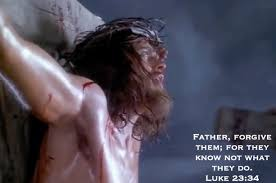 Father, forgive
them; for they
know not what
they do.
Luke 23:34